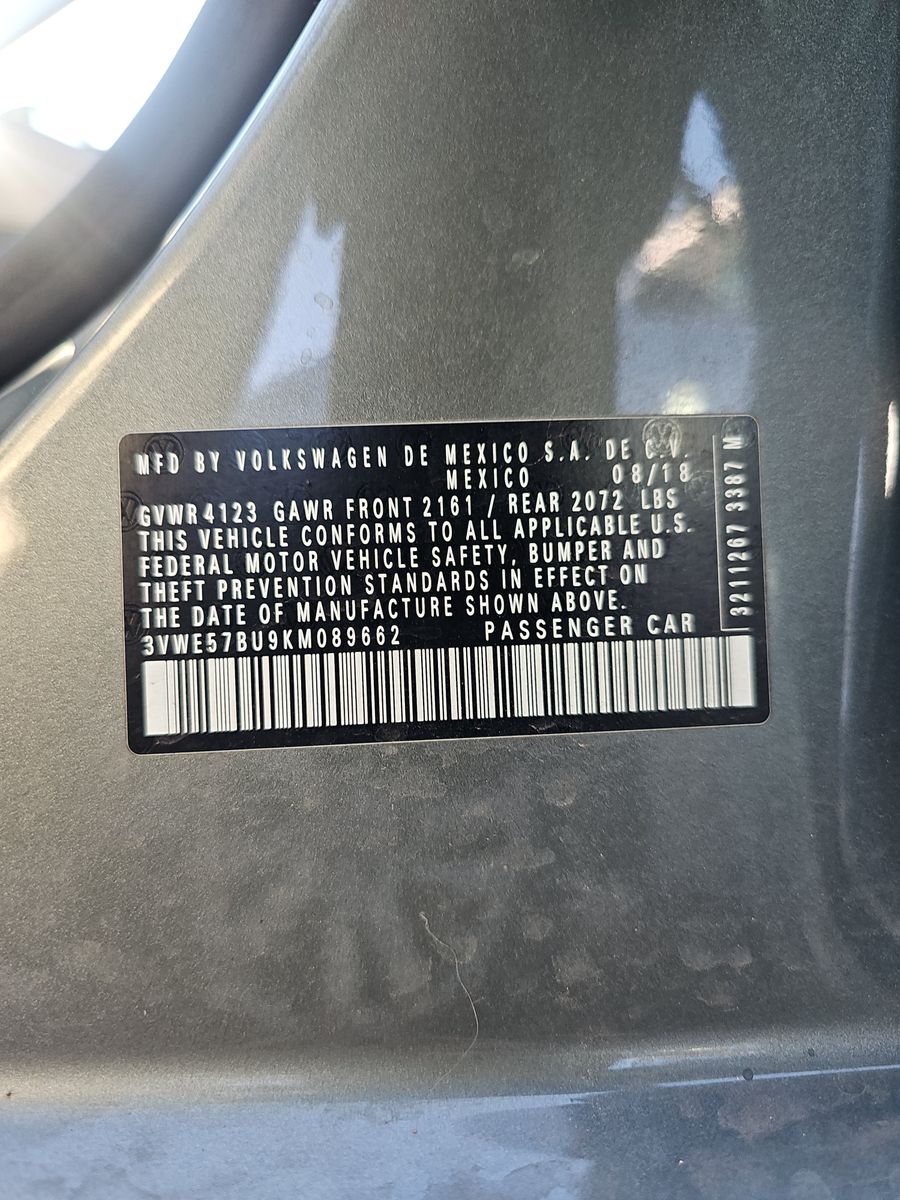 MFD BY VOLKSWAGEN DE MEXICO S.A. DE C.V.
MEXICO 08/18
GVWR 4123 GAWR FRONT 2161 / REAR 2072 LBS
THIS VEHICLE CONFORMS TO ALL APPLICABLE U.S.
FEDERAL MOTOR VEHICLE SAFETY, BUMPER AND
THEFT PREVENTION STANDARDS IN EFFECT ON
THE DATE OF MANUFACTURE SHOWN ABOVE.
3VWE57BU9KM089662 PASSENGER CAR
3211267 3387 M